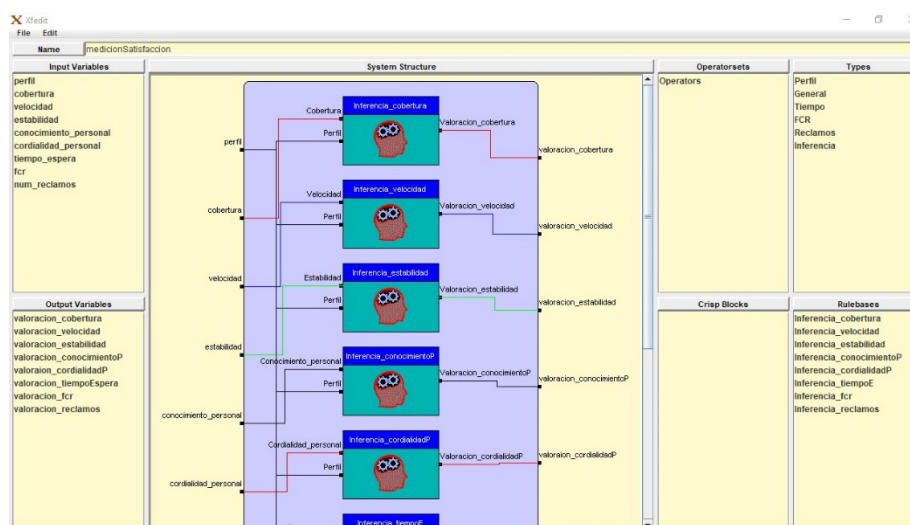 Xfedit
File Edit
Name medicionSatisfaccion
Input Variables
perfil
cobertura
velocidad
estabilidad
conocimiento_personal
cordialidad_personal
tiempo_espera
fcr
num_reclamos
Output Variables
valoracion_cobertura
valoracion_velocidad
valoracion_estabilidad
valoracion_conocimientoP
valoraion_cordialidadP
valoracion_tiempoEspera
valoracion_fcr
valoracion_reclamos
System Structure
perfil
cobertura
velocidad
estabilidad
conocimiento_personal
cordialidad_personal
Inferencia_cobertura
Cobertura
Perfil
Valoracion_cobertura
valoracion_cobertura
Inferencia_velocidad
Velocidad
Perfil
Valoracion_velocidad
valoracion_velocidad
Inferencia_estabilidad
Estabilidad
Perfil
Valoracion_estabilidad
valoracion_estabilidad
Inferencia_conocimientoP
Conocimiento_personal
Perfil
Valoracion_conocimientoP
valoracion_conocimientoP
Inferencia_cordialidadP
Cordialidad_personal
Perfil
Valoracion_cordialidadP
valoraion_cordialidadP
Inferencia_tiempoE
Operatorsets
Operators
Crisp Blocks
Types
Perfil
General
Tiempo
FCR
Reclamos
Inferencia
Rulebases
Inferencia_cobertura
Inferencia_velocidad
Inferencia_estabilidad
Inferencia_conocimientoP
Inferencia_cordialidadP
Inferencia_tiempoE
Inferencia_fcr
Inferencia_reclamos